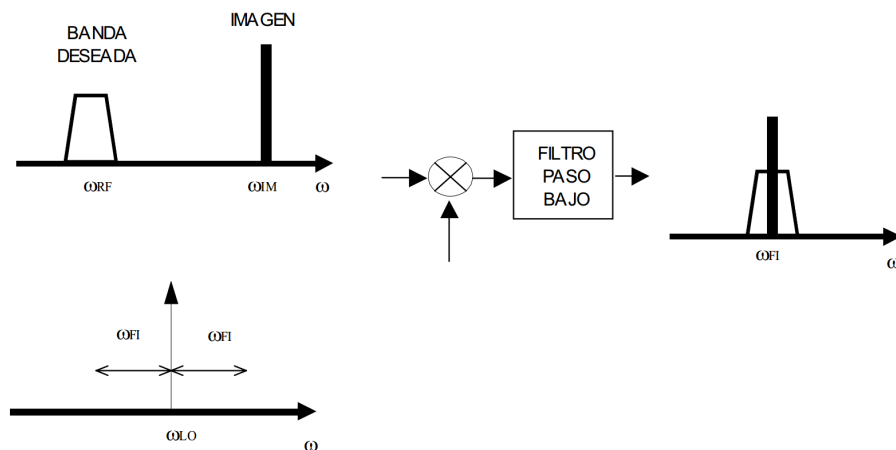 BANDA
DESEADA
IMAGEN
ωRF
ωIM
ω
FILTRO
PASO
BAJO
ωFI
ω
ωFI
ωFI
ωLO
ω